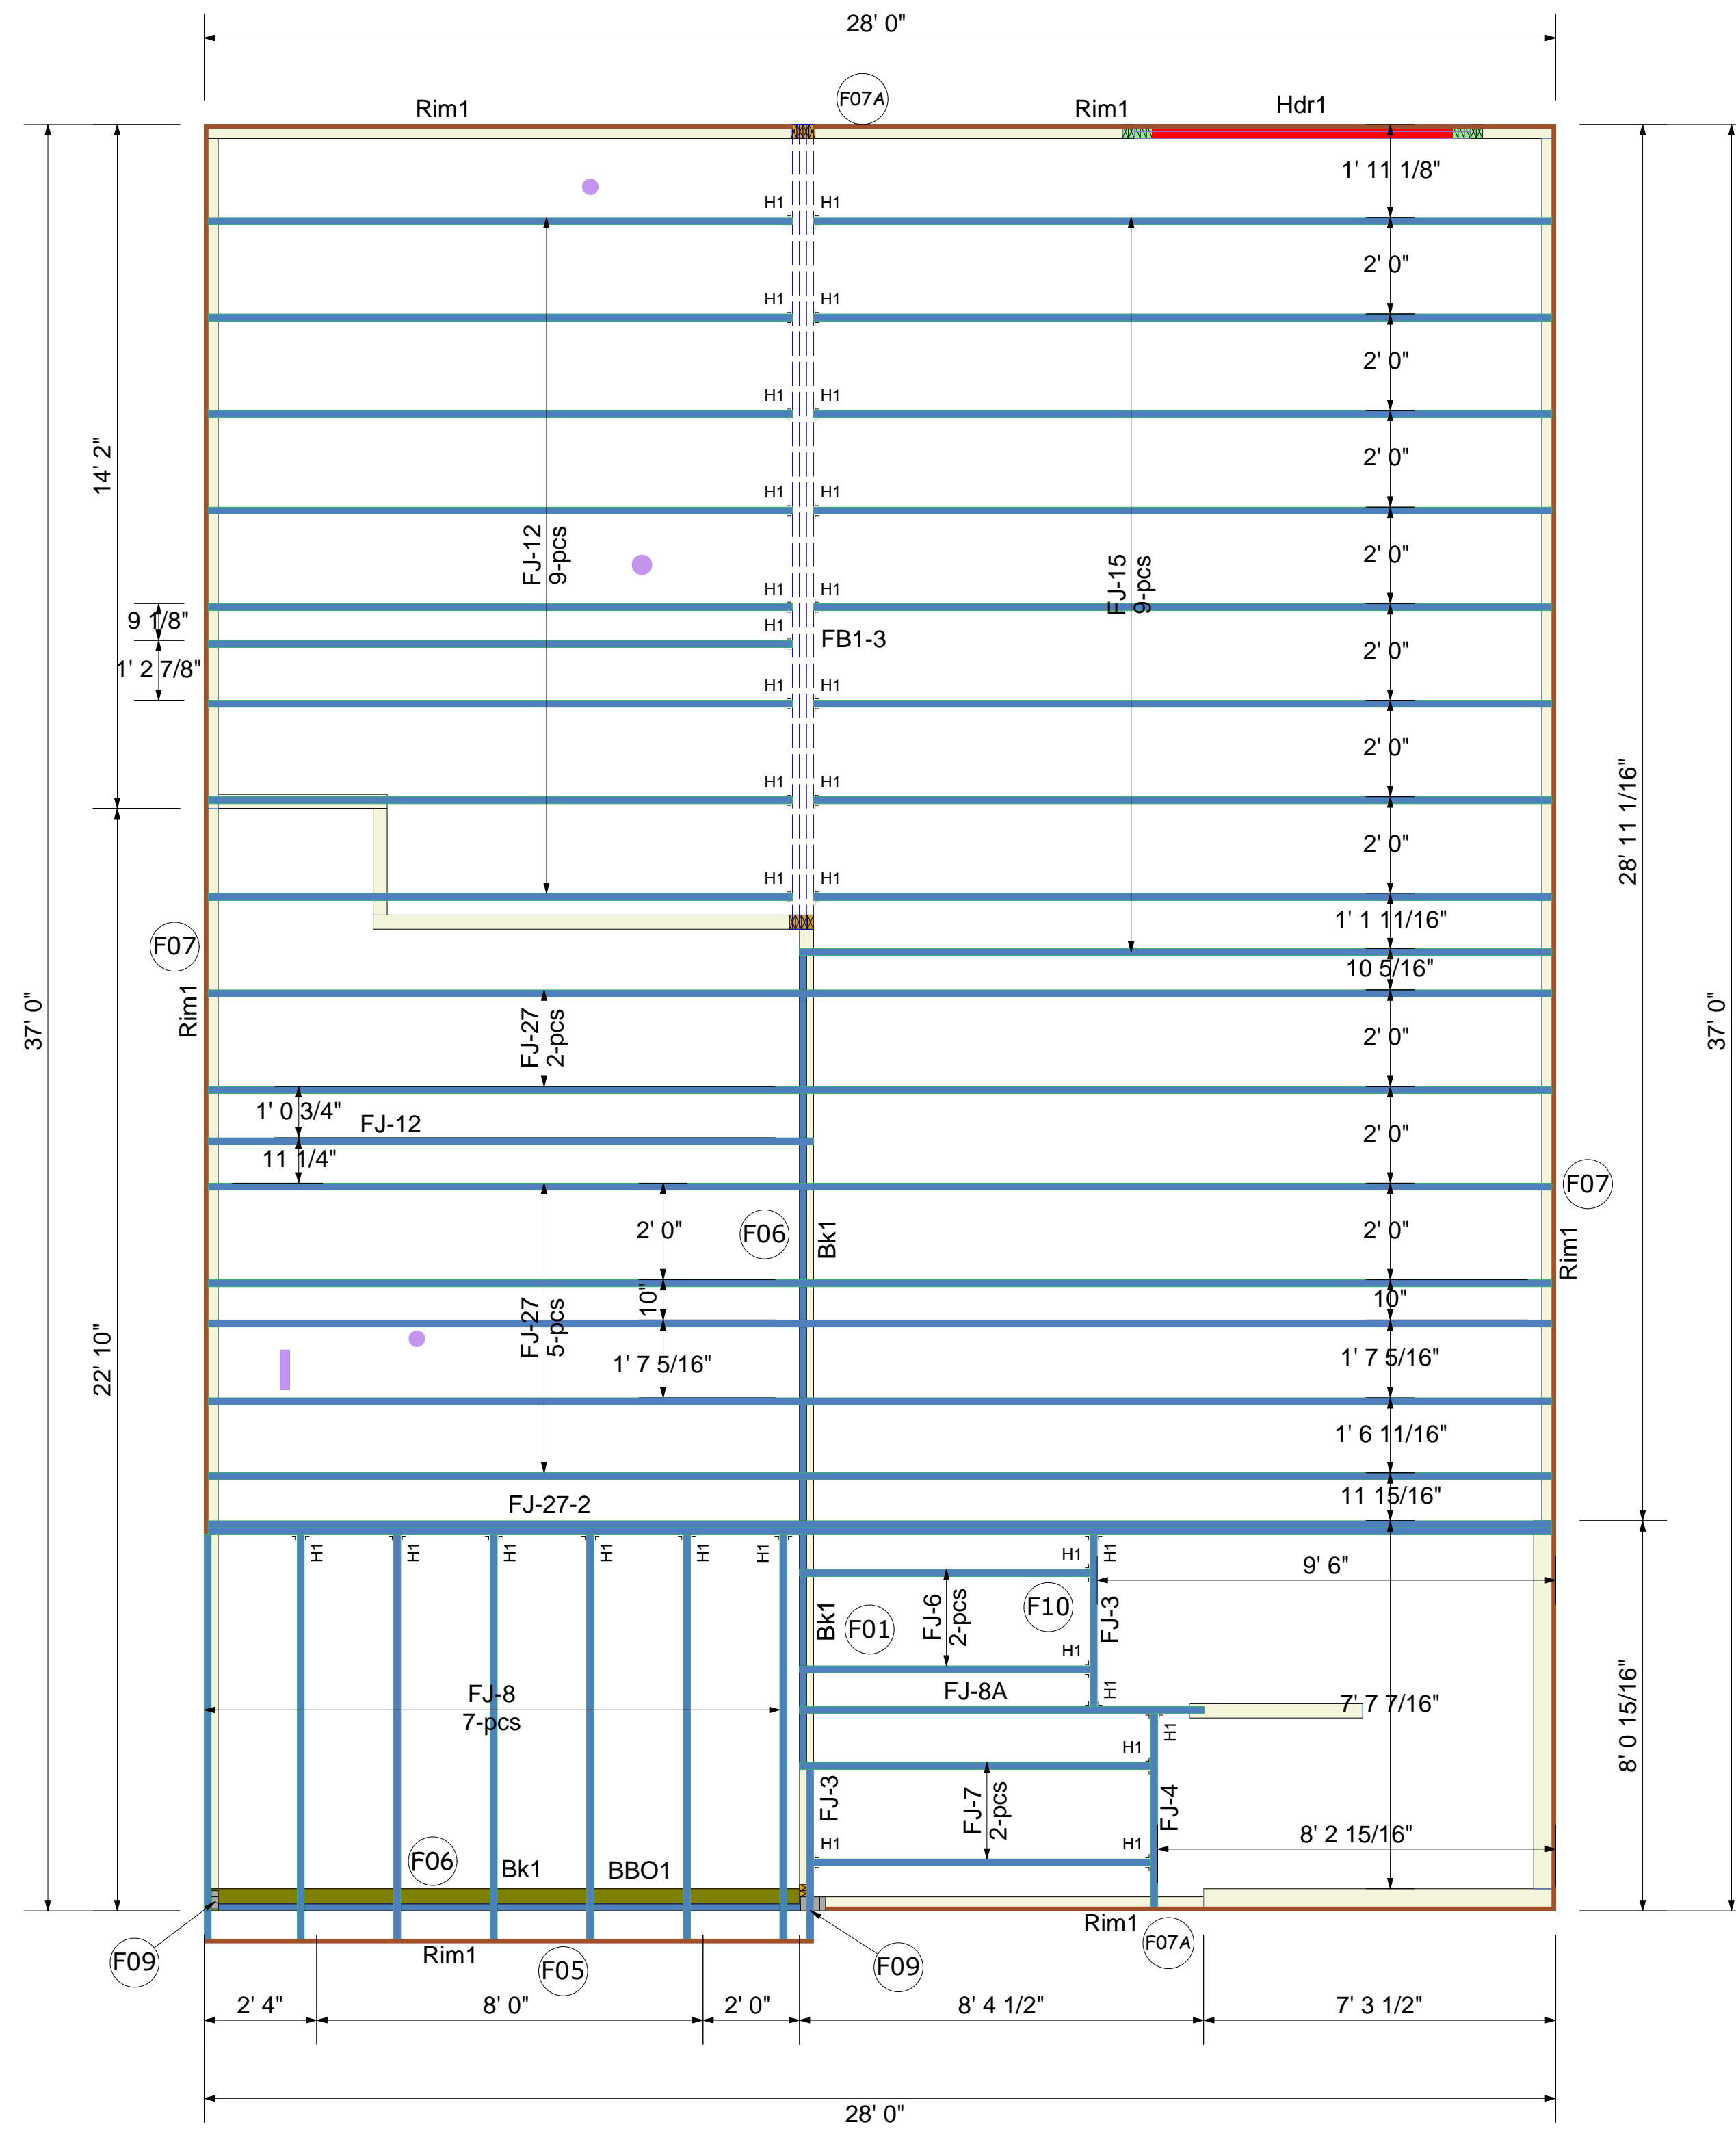 28' 0"
Rim1
F07A
Rim1
Hdr1
1' 11 1/8"
H1
H1
2' 0"
H1
H1
2' 0"
H1
H1
2' 0"
14' 2"
H1
H1
FJ-12
9-pcs
FJ-15
9-pcs
2' 0"
H1
H1
9 1/8"
H1
FB1-3
2' 0"
1' 2 7/8"
H1
H1
2' 0"
28' 11 1/16"
H1
H1
2' 0"
H1
H1
1' 1 11/16"
F07
10 5/16"
37' 0"
Rim1
FJ-27
2-pcs
2' 0"
37' 0"
1' 0 3/4"
FJ-12
2' 0"
11 1/4"
F07
2' 0"
F06
Bk1
2' 0"
Rim1
10"
10"
22' 10"
FJ-27
5-pcs
1' 7 5/16"
1' 7 5/16"
1' 6 11/16"
FJ-27-2
11 15/16"
H1
H1
H1
H1
H1
H1
H1
H1
9' 6"
Bk1
F01
FJ-6
2-pcs
F10
FJ-3
H1
H1
FJ-8
7-pcs
FJ-8A
7' 7 7/16"
8' 0 15/16"
H1
H1
FJ-3
FJ-7
2-pcs
FJ-4
H1
H1
8' 2 15/16"
F06
Bk1
BBO1
Rim1
F07A
F09
Rim1
F05
F09
2' 4"
8' 0"
2' 0"
8' 4 1/2"
7' 3 1/2"
28' 0"